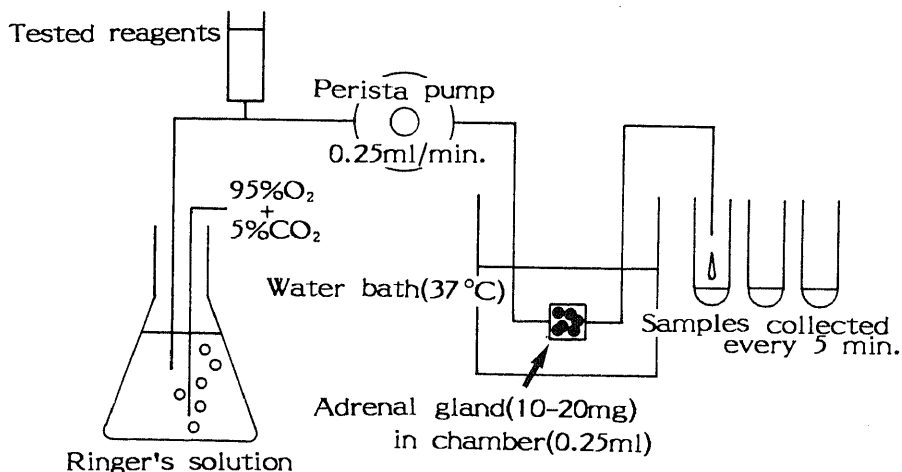 Tested reagents
Perista pump
0.25ml/min.
95%O₂
+
5%CO₂
Water bath(37°C)
Samples collected
every 5 min.
Adrenal gland(10-20mg)
in chamber(0.25ml)
Ringer's solution